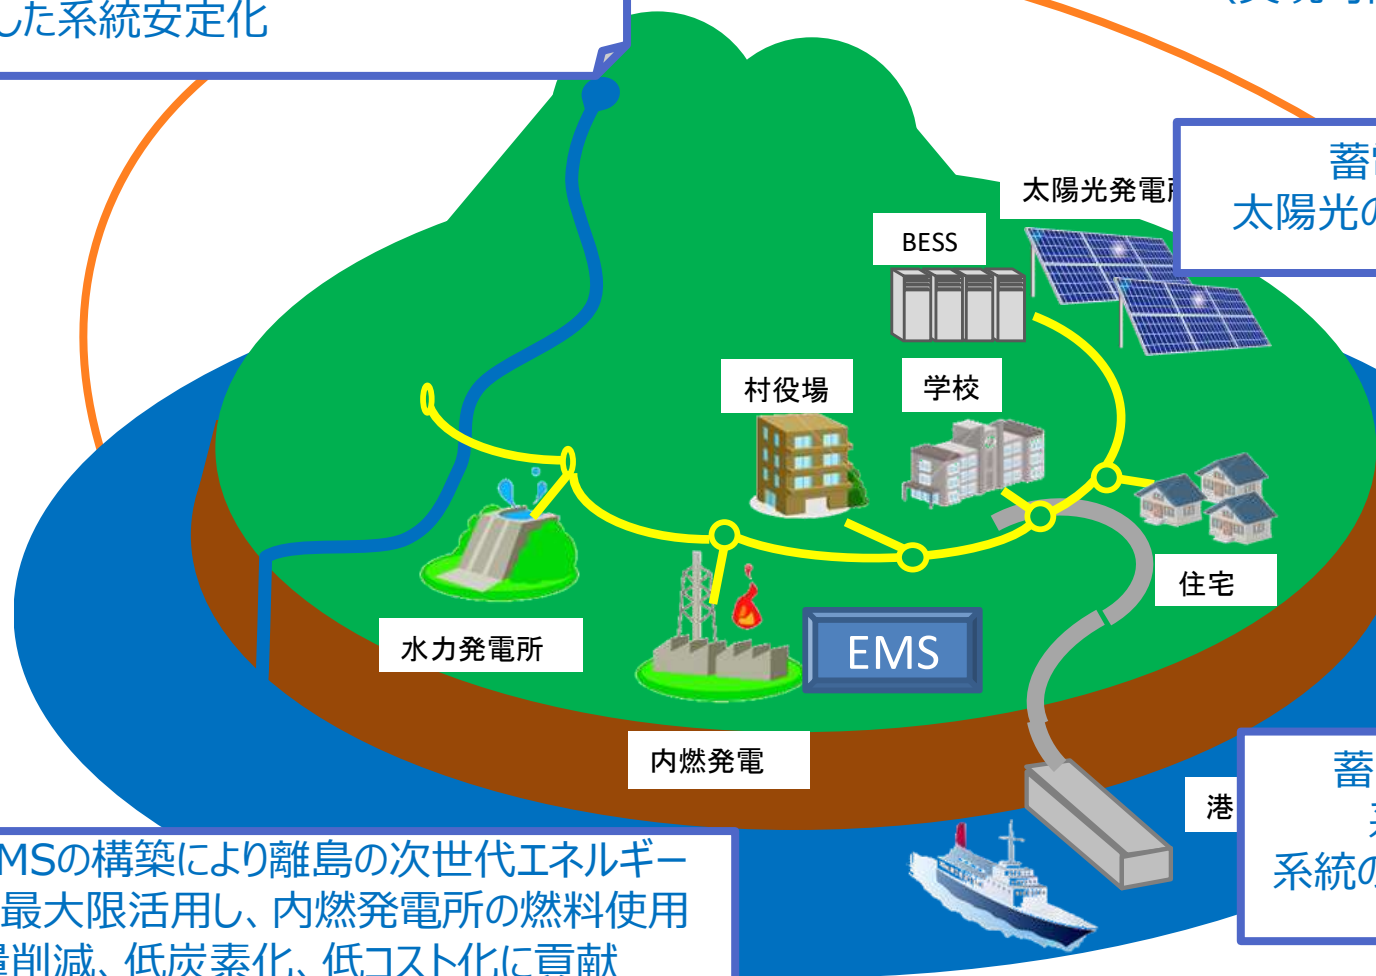 した系統安定化
太陽光発電
蓄
太陽光の
BESS
村役場
学校
住宅
水力発電所
EMS
内燃発電
港
蓄
系統の
MSの構築により離島の次世代エネルギー
最大限活用し、内燃発電所の燃料使用
量削減、低炭素化、低コスト化に貢献